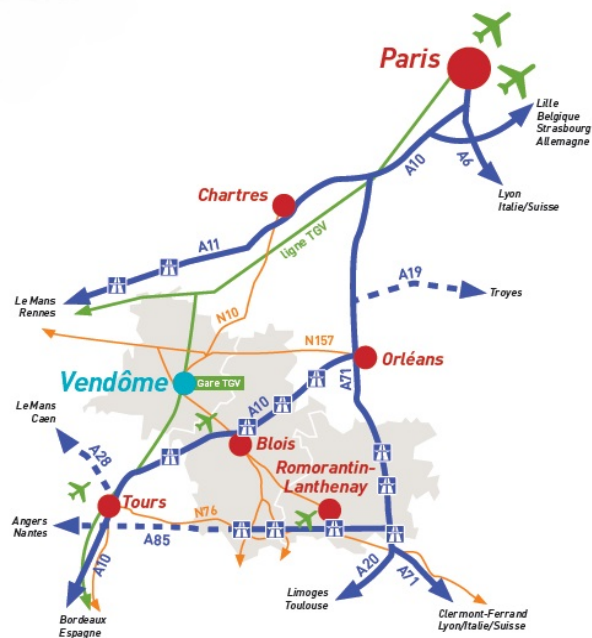 Paris
Lille
Belgique
Strasbourg
Allemagne
A10
A6
Lyon
Italie/Suisse
Chartres
A11
ligne TGV
A19
Troyes
Le Mans
Rennes
N10
N157
Orléans
Vendôme
Gare TGV
A71
A10
Le Mans
Caen
Blois
A28
Romorantin-
Lanthenay
Tours
N76
Angers
Nantes
A85
A10
A20
A71
Limoges
Toulouse
Clermont-Ferrand
Lyon/Italie/Suisse
Bordeaux
Espagne